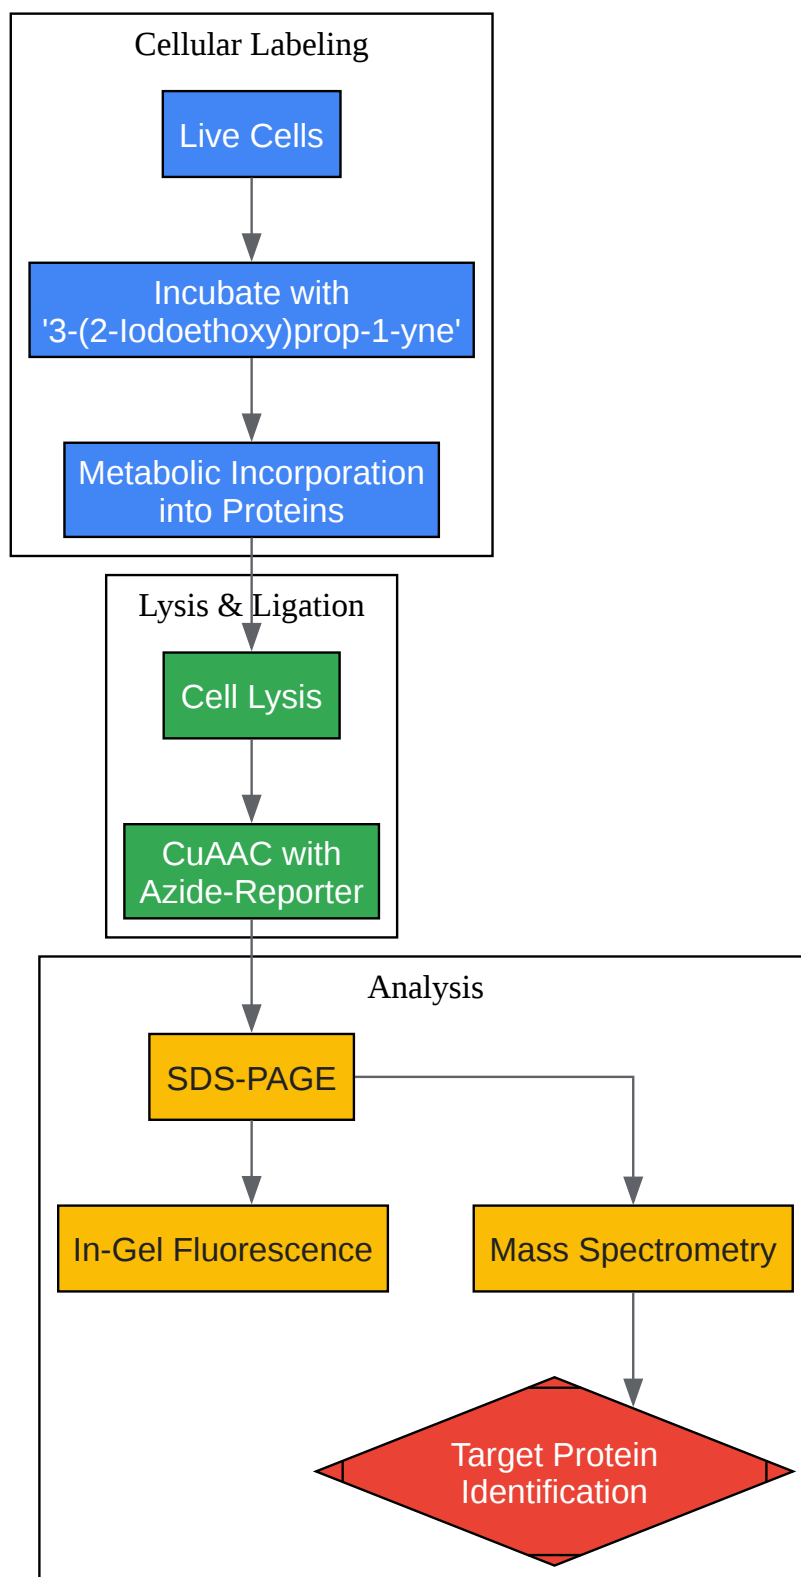 Cellular Labeling
Live Cells
Incubate with
'3-(2-Iodoethoxy)prop-1-yne'
Metabolic Incorporation
into Proteins
Lysis & Ligation
Cell Lysis
CuAAC with
Azide-Reporter
Analysis
SDS-PAGE
In-Gel Fluorescence
Mass Spectrometry
Target Protein
Identification